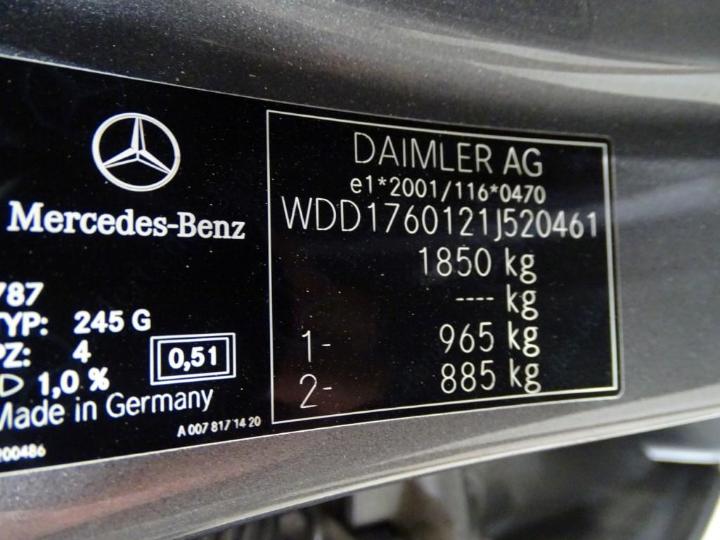 Mercedes-Benz
787
TYP: 245 G
PZ: 4
D 1,0 %
0,51
Made in Germany
A 007 817 14 20
00486
DAIMLER AG
e1*2001/116*0470
WDD1760121J520461
1850 kg
---- kg
1- 965 kg
2- 885 kg